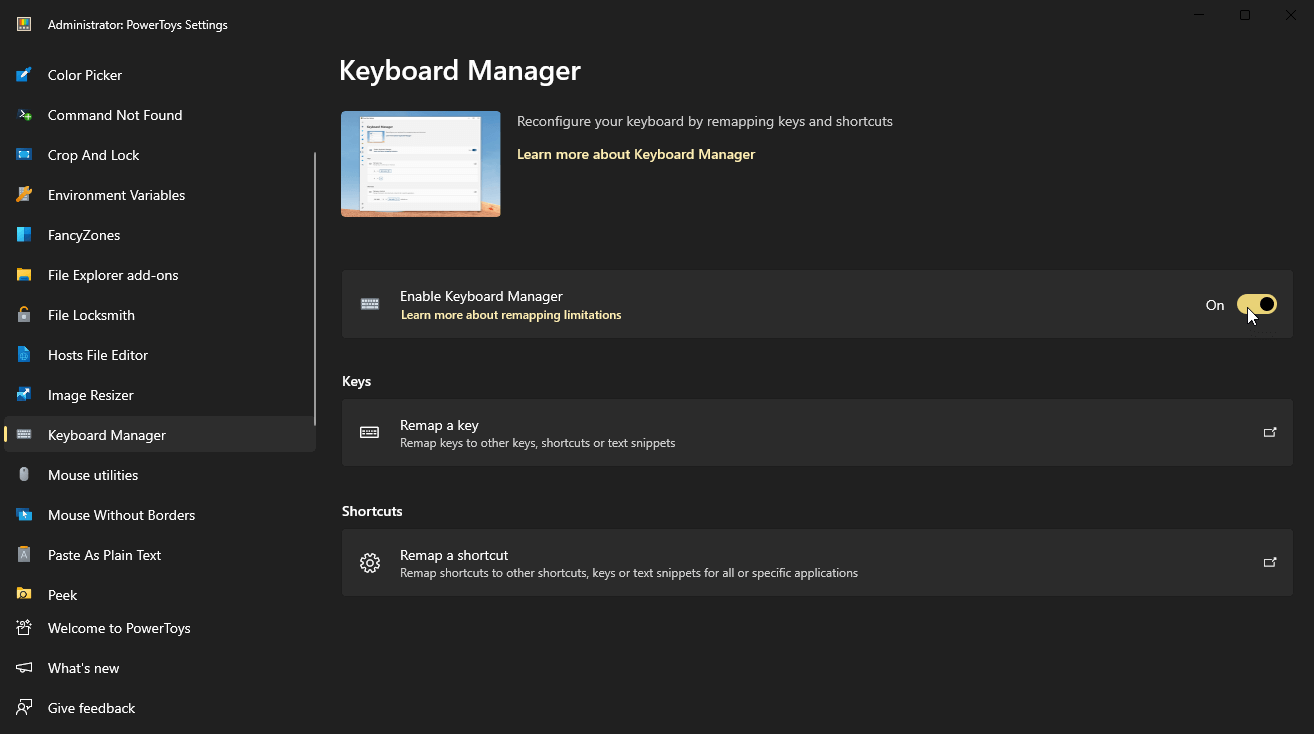 Administrator: PowerToys Settings
Color Picker
Command Not Found
Crop And Lock
Environment Variables
FancyZones
File Explorer add-ons
File Locksmith
Hosts File Editor
Image Resizer
Keyboard Manager
Mouse utilities
Mouse Without Borders
Paste As Plain Text
Peek
Welcome to PowerToys
What's new
Give feedback
Keyboard Manager
Reconfigure your keyboard by remapping keys and shortcuts
Learn more about Keyboard Manager
Enable Keyboard Manager
Learn more about remapping limitations
On
Keys
Remap a key
Remap keys to other keys, shortcuts or text snippets
Shortcuts
Remap a shortcut
Remap shortcuts to other shortcuts, keys or text snippets for all or specific applications